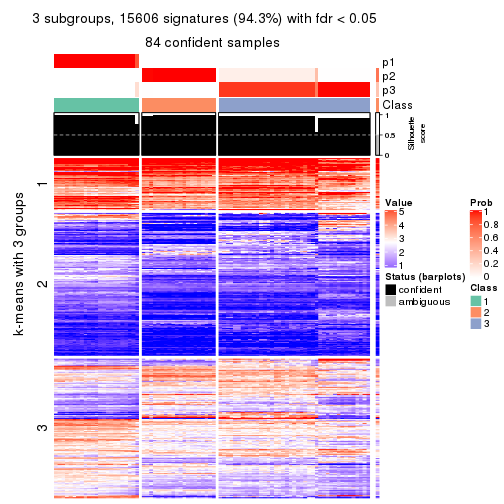 3 subgroups, 15606 signatures (94.3%) with fdr < 0.05
84 confident samples
p1
p2
p3
Class
1
0.5
0
Silhouette
score
k-means with 3 groups
1
2
3
Value
5
4
3
2
1
Status (barplots)
confident
ambiguous
Prob
1
0.8
0.6
0.4
0.2
0
Class
1
2
3